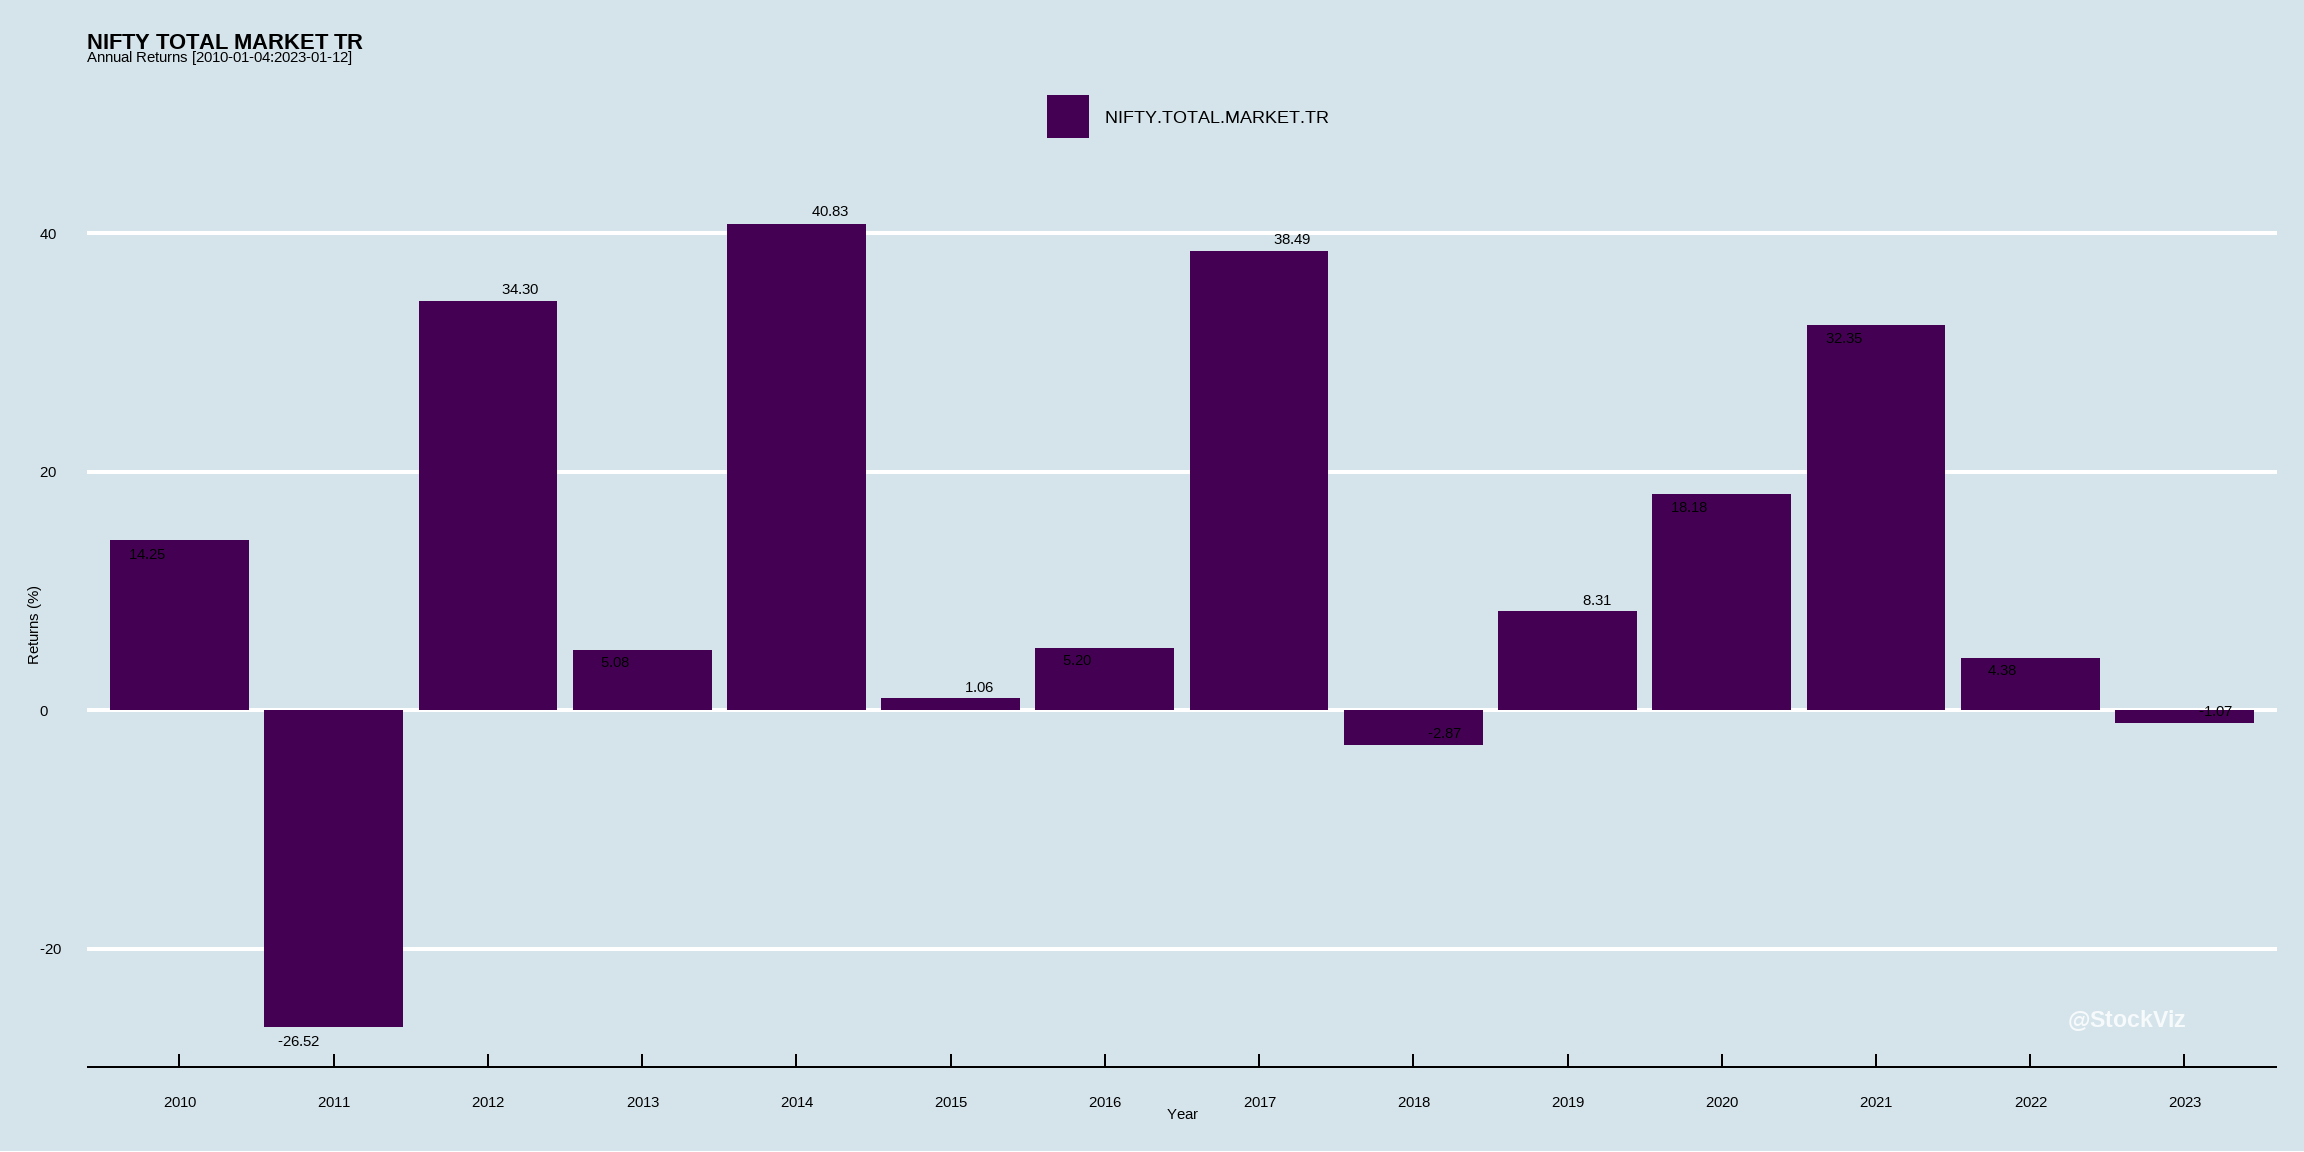 NIFTY TOTAL MARKET TR
Annual Returns [2010-01-04:2023-01-12]
NIFTY.TOTAL.MARKET.TR
40.83
40
38.49
34.30
32.35
20
18.18
14.25
8.31
Returns (%)
5.08
5.20
4.38
1.06
0
-1.07
-2.87
-20
@StockViz
-26.52
2010 2011 2012 2013 2014 2015 2016 2017 2018 2019 2020 2021 2022 2023
Year